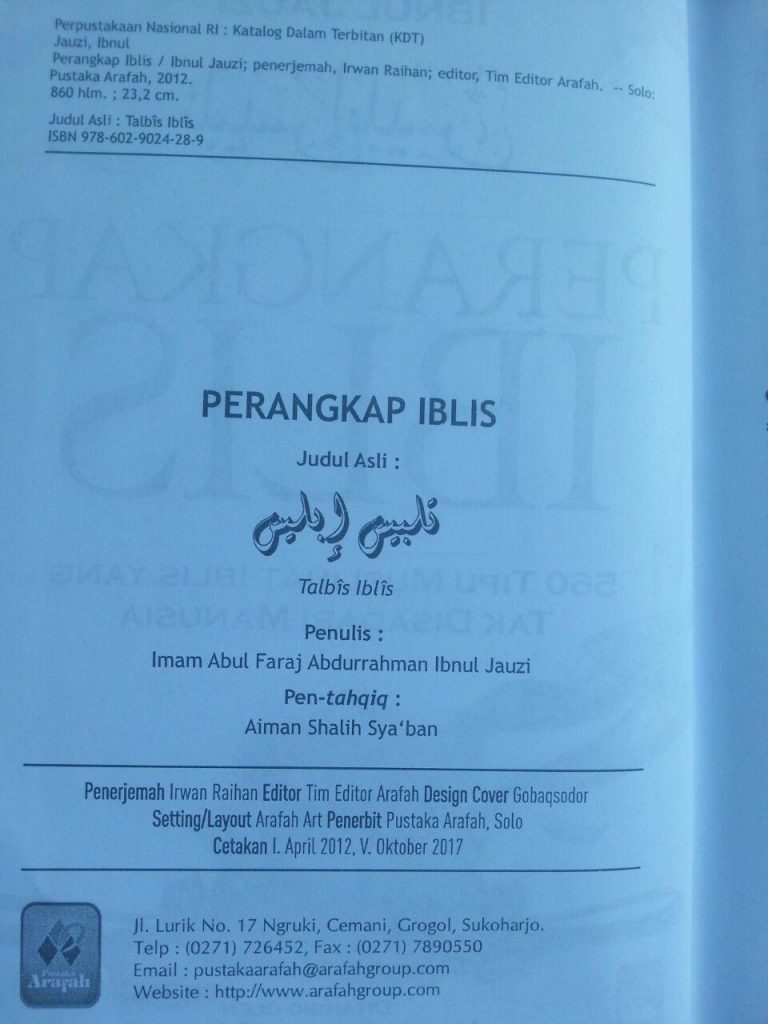 Perpustakaan Nasional RI : Katalog Dalam Terbitan (KDT)
Jauzi, Ibnul
Perangkap Iblis / Ibnul Jauzi; penerjemah, Irwan Raihan; editor, Tim Editor Arafah. -- Solo:
Pustaka Arafah, 2012.
860 hlm. ; 23,2 cm.
Judul Asli : Talbîs Iblîs
ISBN 978-602-9024-28-9
PERANGKAP IBLIS
Judul Asli :
تلبيس إبليس
Talbîs Iblîs
Penulis :
Imam Abul Faraj Abdurrahman Ibnul Jauzi
Pen-tahqiq :
Aiman Shalih Sya‘ban
Penerjemah Irwan Raihan Editor Tim Editor Arafah Design Cover Gobaqsodor
Setting/Layout Arafah Art Penerbit Pustaka Arafah, Solo
Cetakan I. April 2012, V. Oktober 2017
Jl. Lurik No. 17 Ngruki, Cemani, Grogol, Sukoharjo.
Telp : (0271) 726452, Fax : (0271) 7890550
Email : pustakaarafah@arafahgroup.com
Website : http://www.arafahgroup.com
Pustaka
Arafah